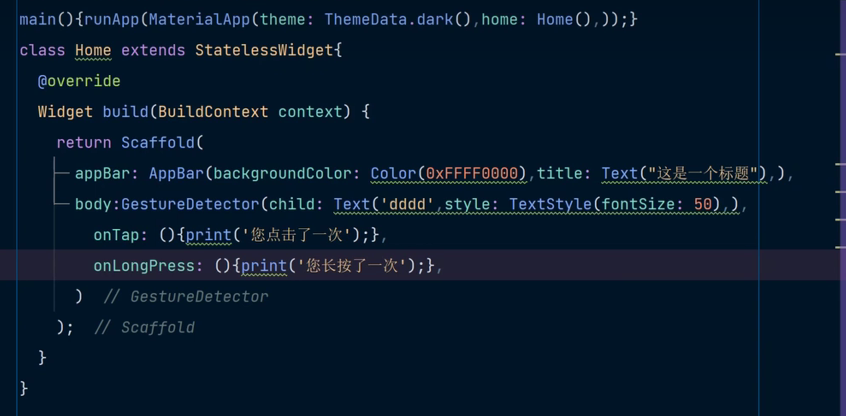 main(){runApp(MaterialApp(theme: ThemeData.dark(),home: Home(),));}
class Home extends StatelessWidget{
@override
Widget build(BuildContext context) {
return Scaffold(
appBar: AppBar(backgroundColor: Color(0xFFFF0000),title: Text("这是一个标题"),),
body:GestureDetector(child: Text('dddd',style: TextStyle(fontSize: 50),),
onTap: (){print('您点击了一次');},
onLongPress: (){print('您长按了一次');},
) // GestureDetector
); // Scaffold
}
}